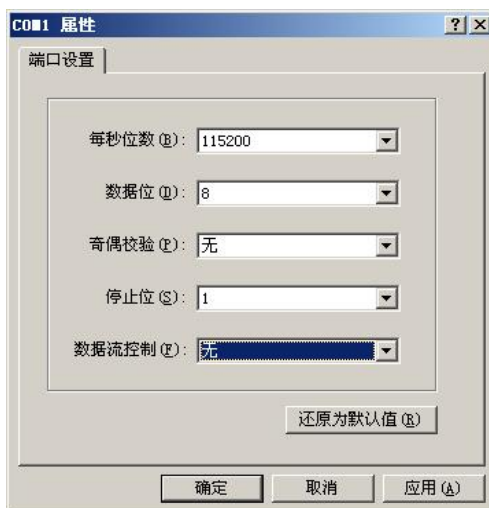 COM1 属性
端口设置
每秒位数(B): 115200
数据位(D): 8
奇偶校验(P): 无
停止位(S): 1
数据流控制(F): 无
还原为默认值(R)
确定 取消 应用(A)